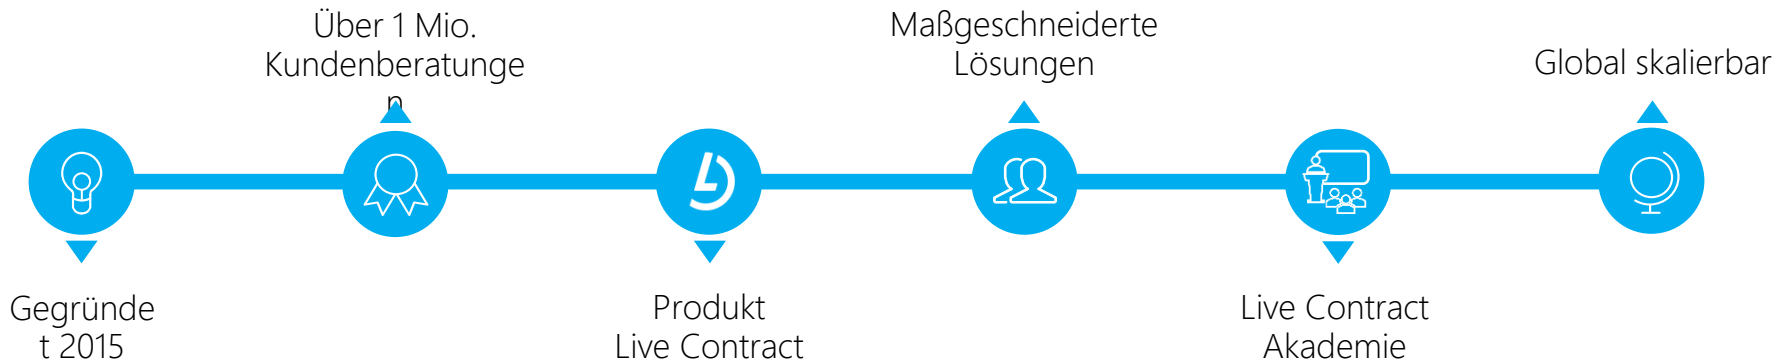 Über 1 Mio.
Kundenberatunge
n
Maßgeschneiderte
Lösungen
Global skalierbar
Gegründe
t 2015
Produkt
Live Contract
Live Contract
Akademie